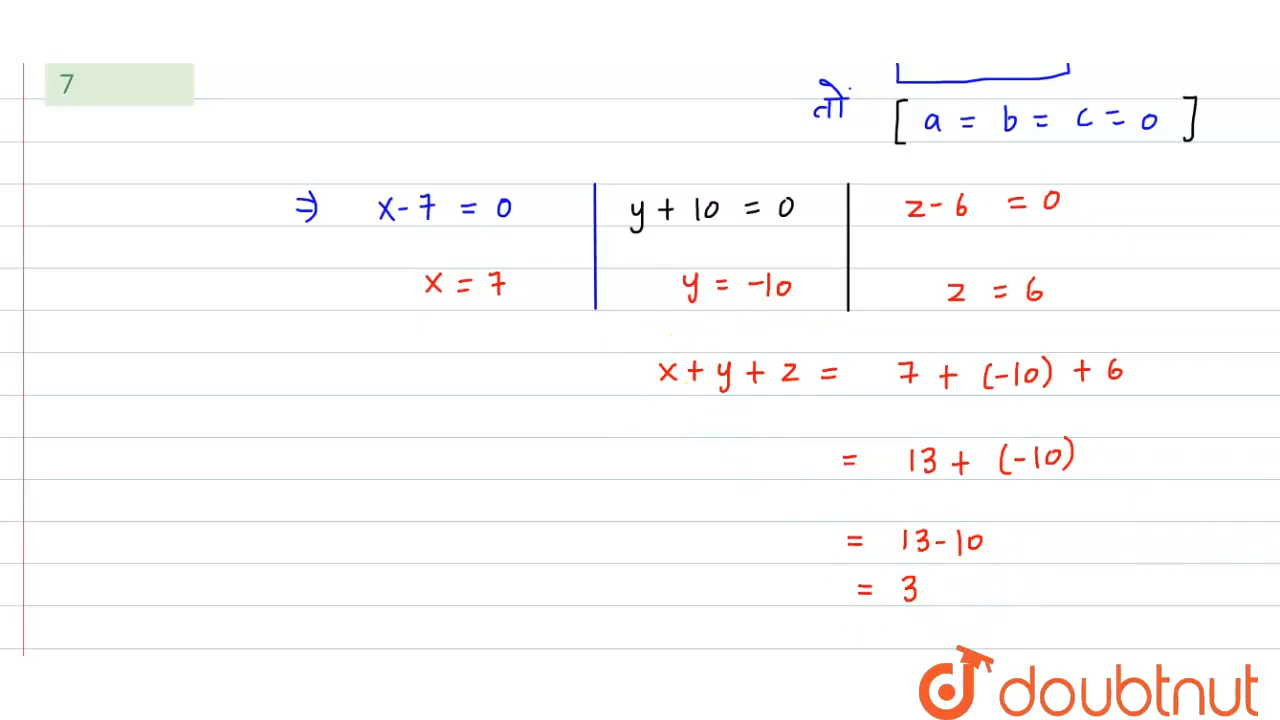 7
तों [ a = b = c = 0 ]
⇒ x - 7 = 0 | y + 10 = 0 | z - 6 = 0
x = 7 | y = -10 | z = 6
x + y + z = 7 + (-10) + 6
= 13 + (-10)
= 13 - 10
= 3
doubtnut